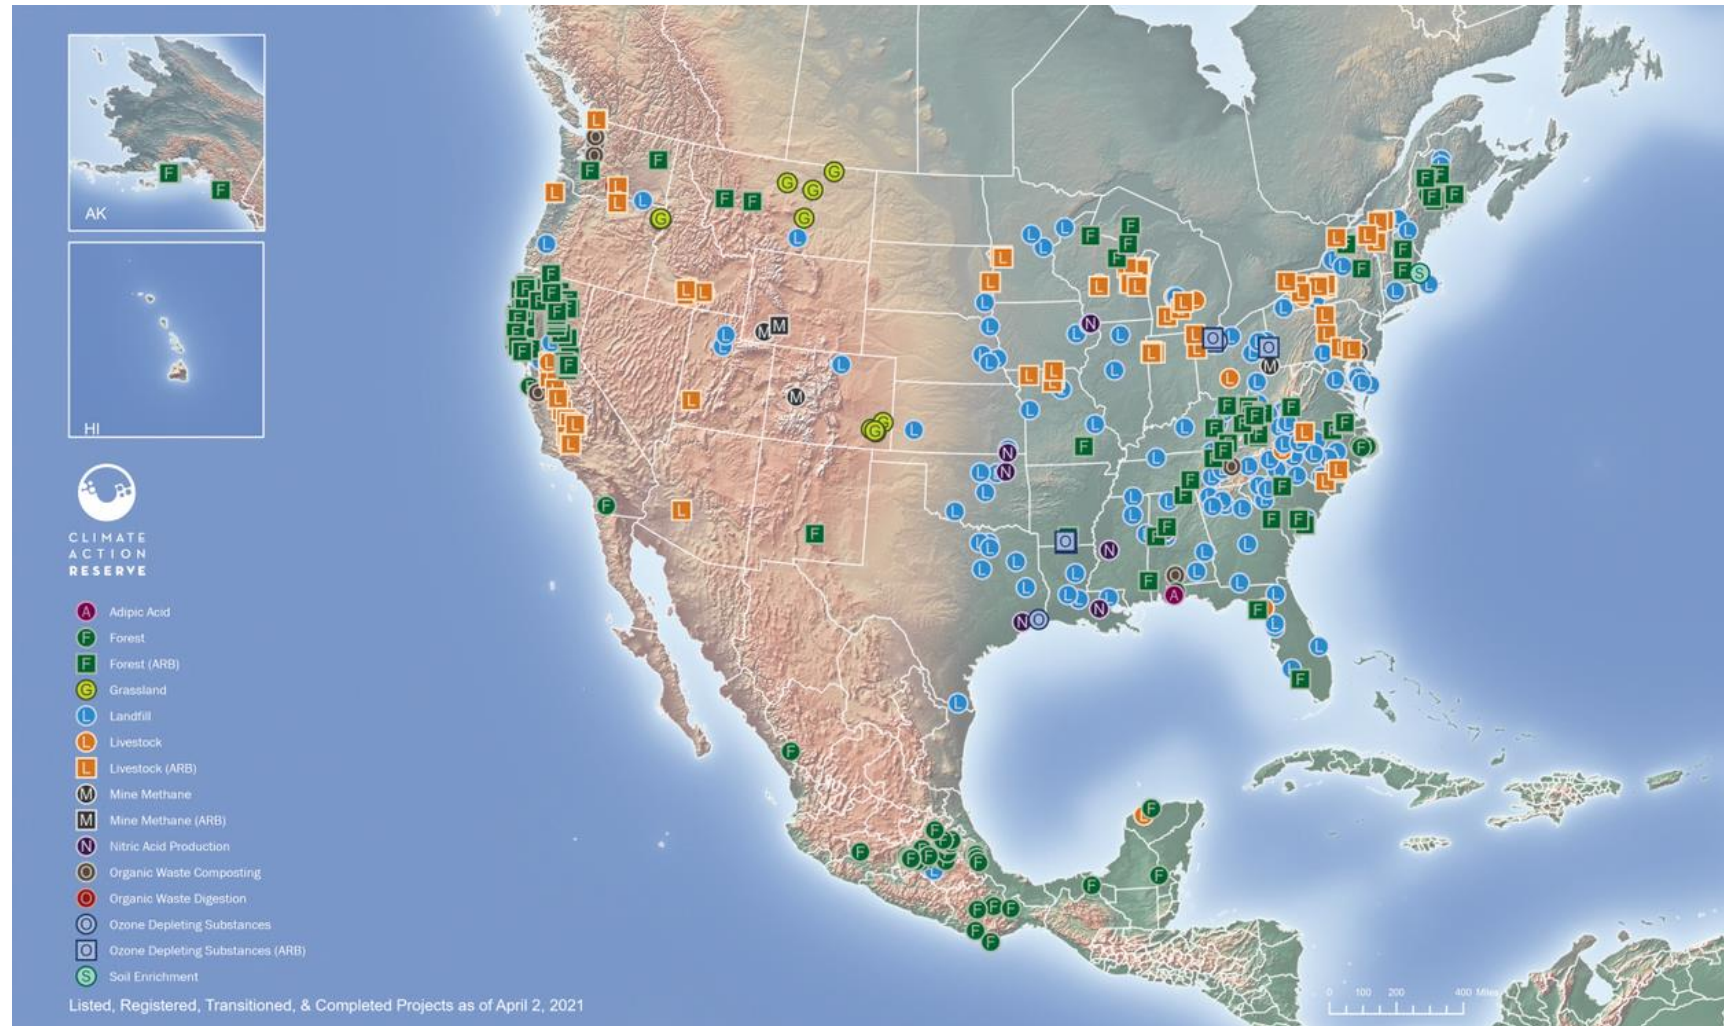 AK
HI
CLIMATE
ACTION
RESERVE
A Adipic Acid
F Forest
F Forest (ARB)
G Grassland
L Landfill
L Livestock
L Livestock (ARB)
M Mine Methane
M Mine Methane (ARB)
N Nitric Acid Production
O Organic Waste Composting
O Organic Waste Digestion
O Ozone Depleting Substances
O Ozone Depleting Substances (ARB)
S Soil Enrichment
Listed, Registered, Transitioned, & Completed Projects as of April 2, 2021
0 100 200 400 Miles